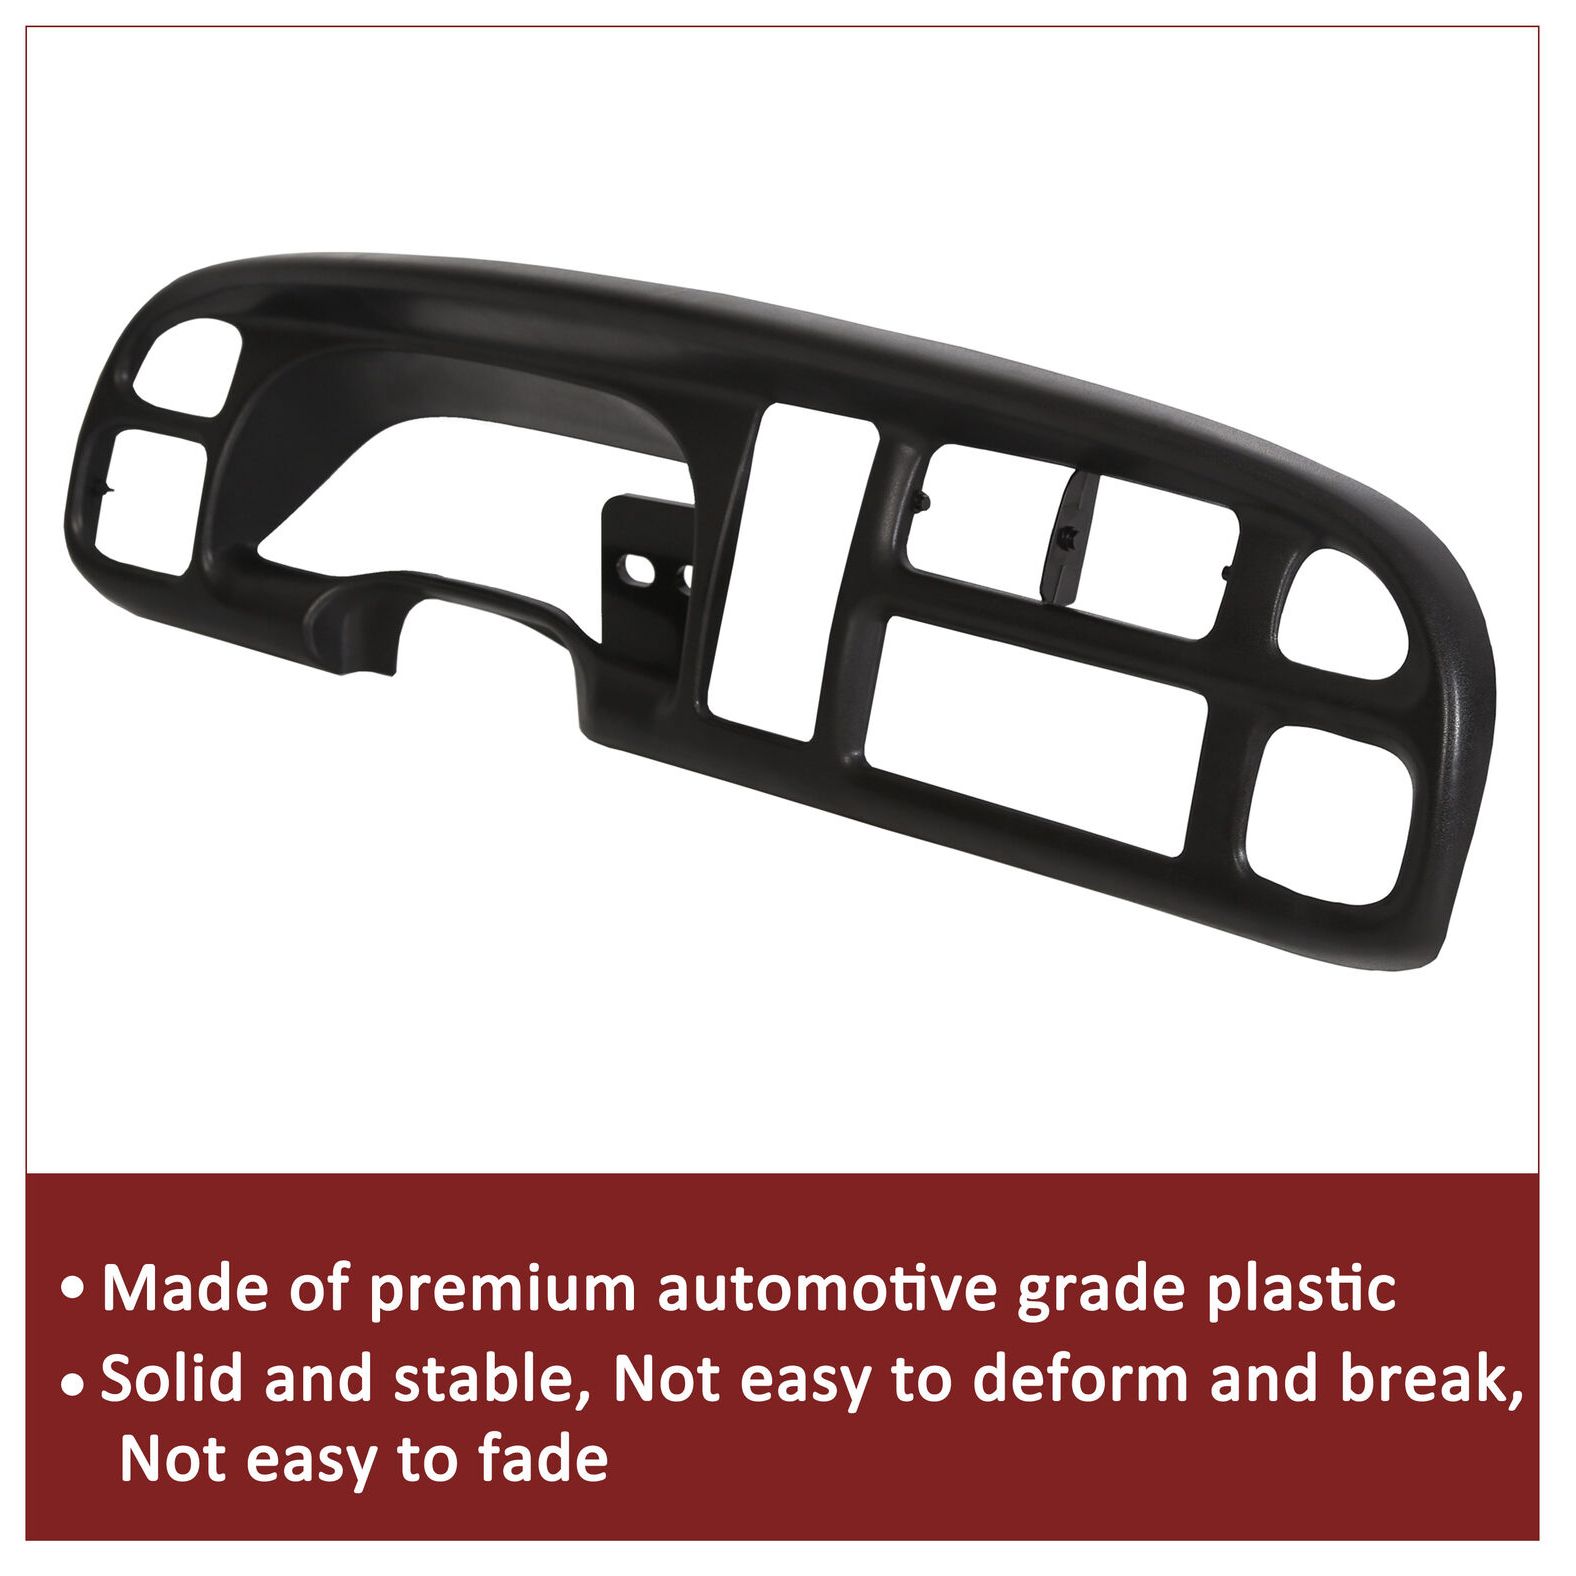 • Made of premium automotive grade plastic
• Solid and stable, Not easy to deform and break,
Not easy to fade